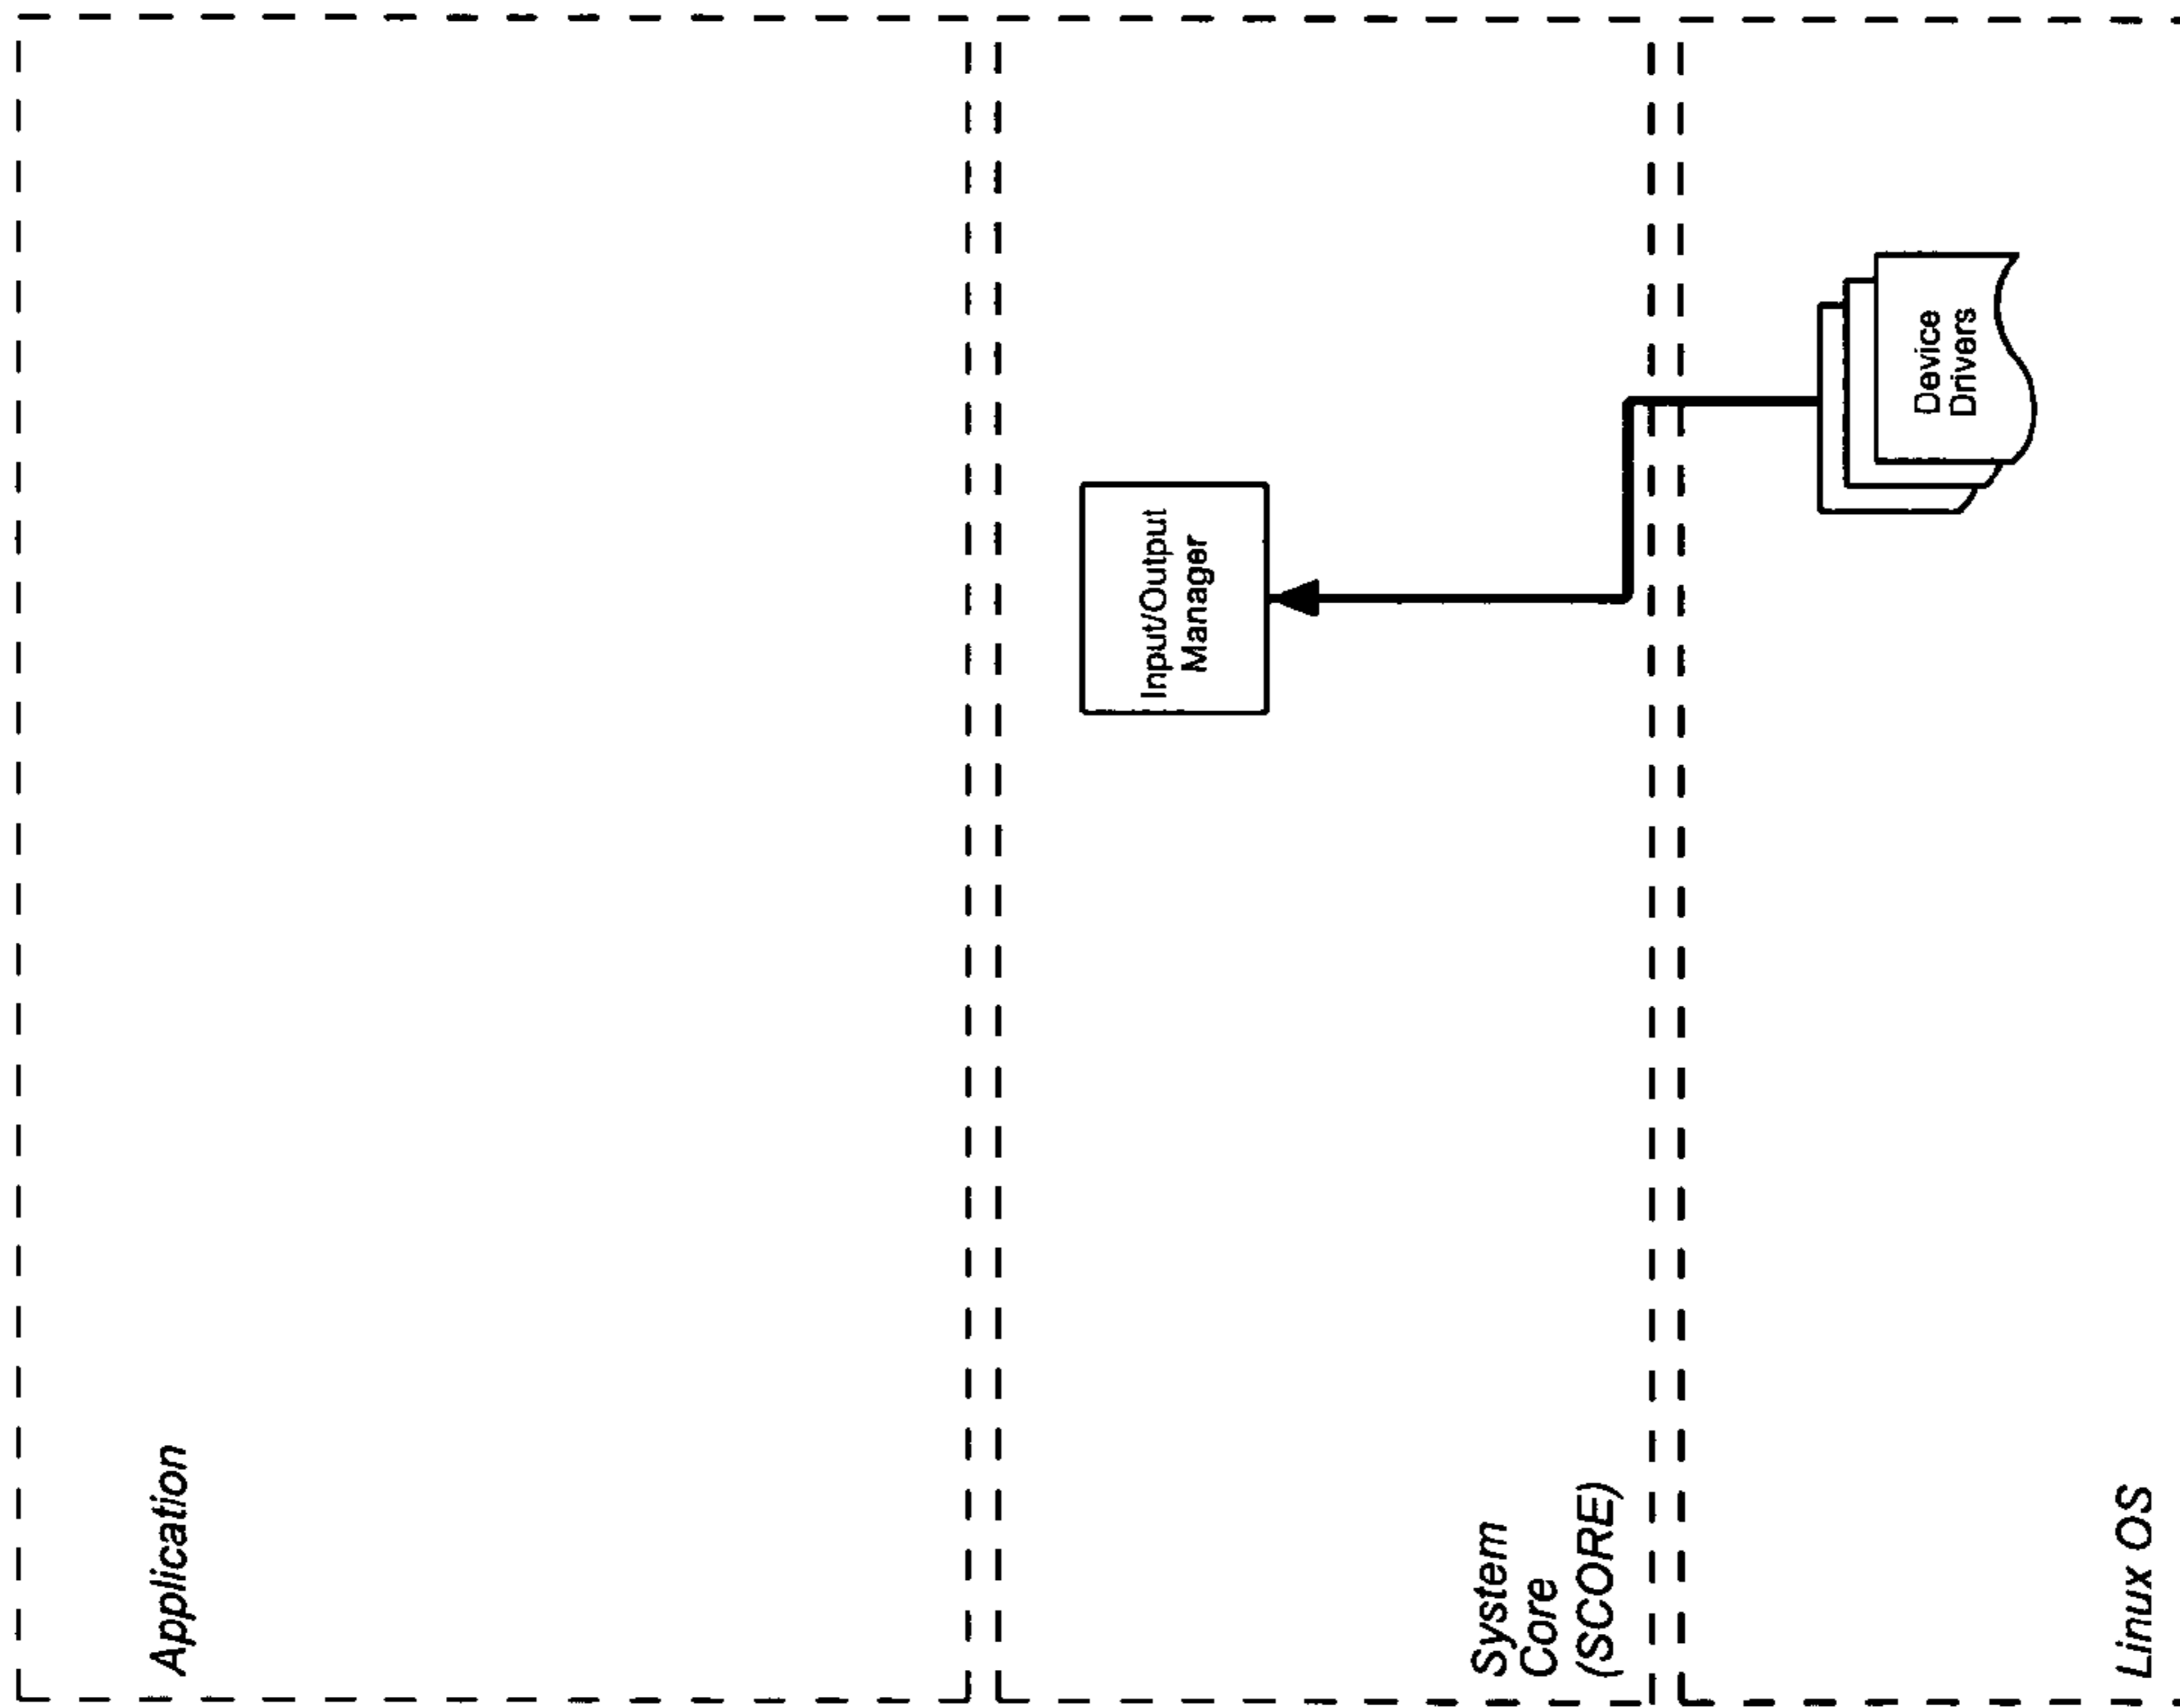 Application
Input/Output
Manager
System
Core
(SCORE)
Device
Drivers
Linux OS